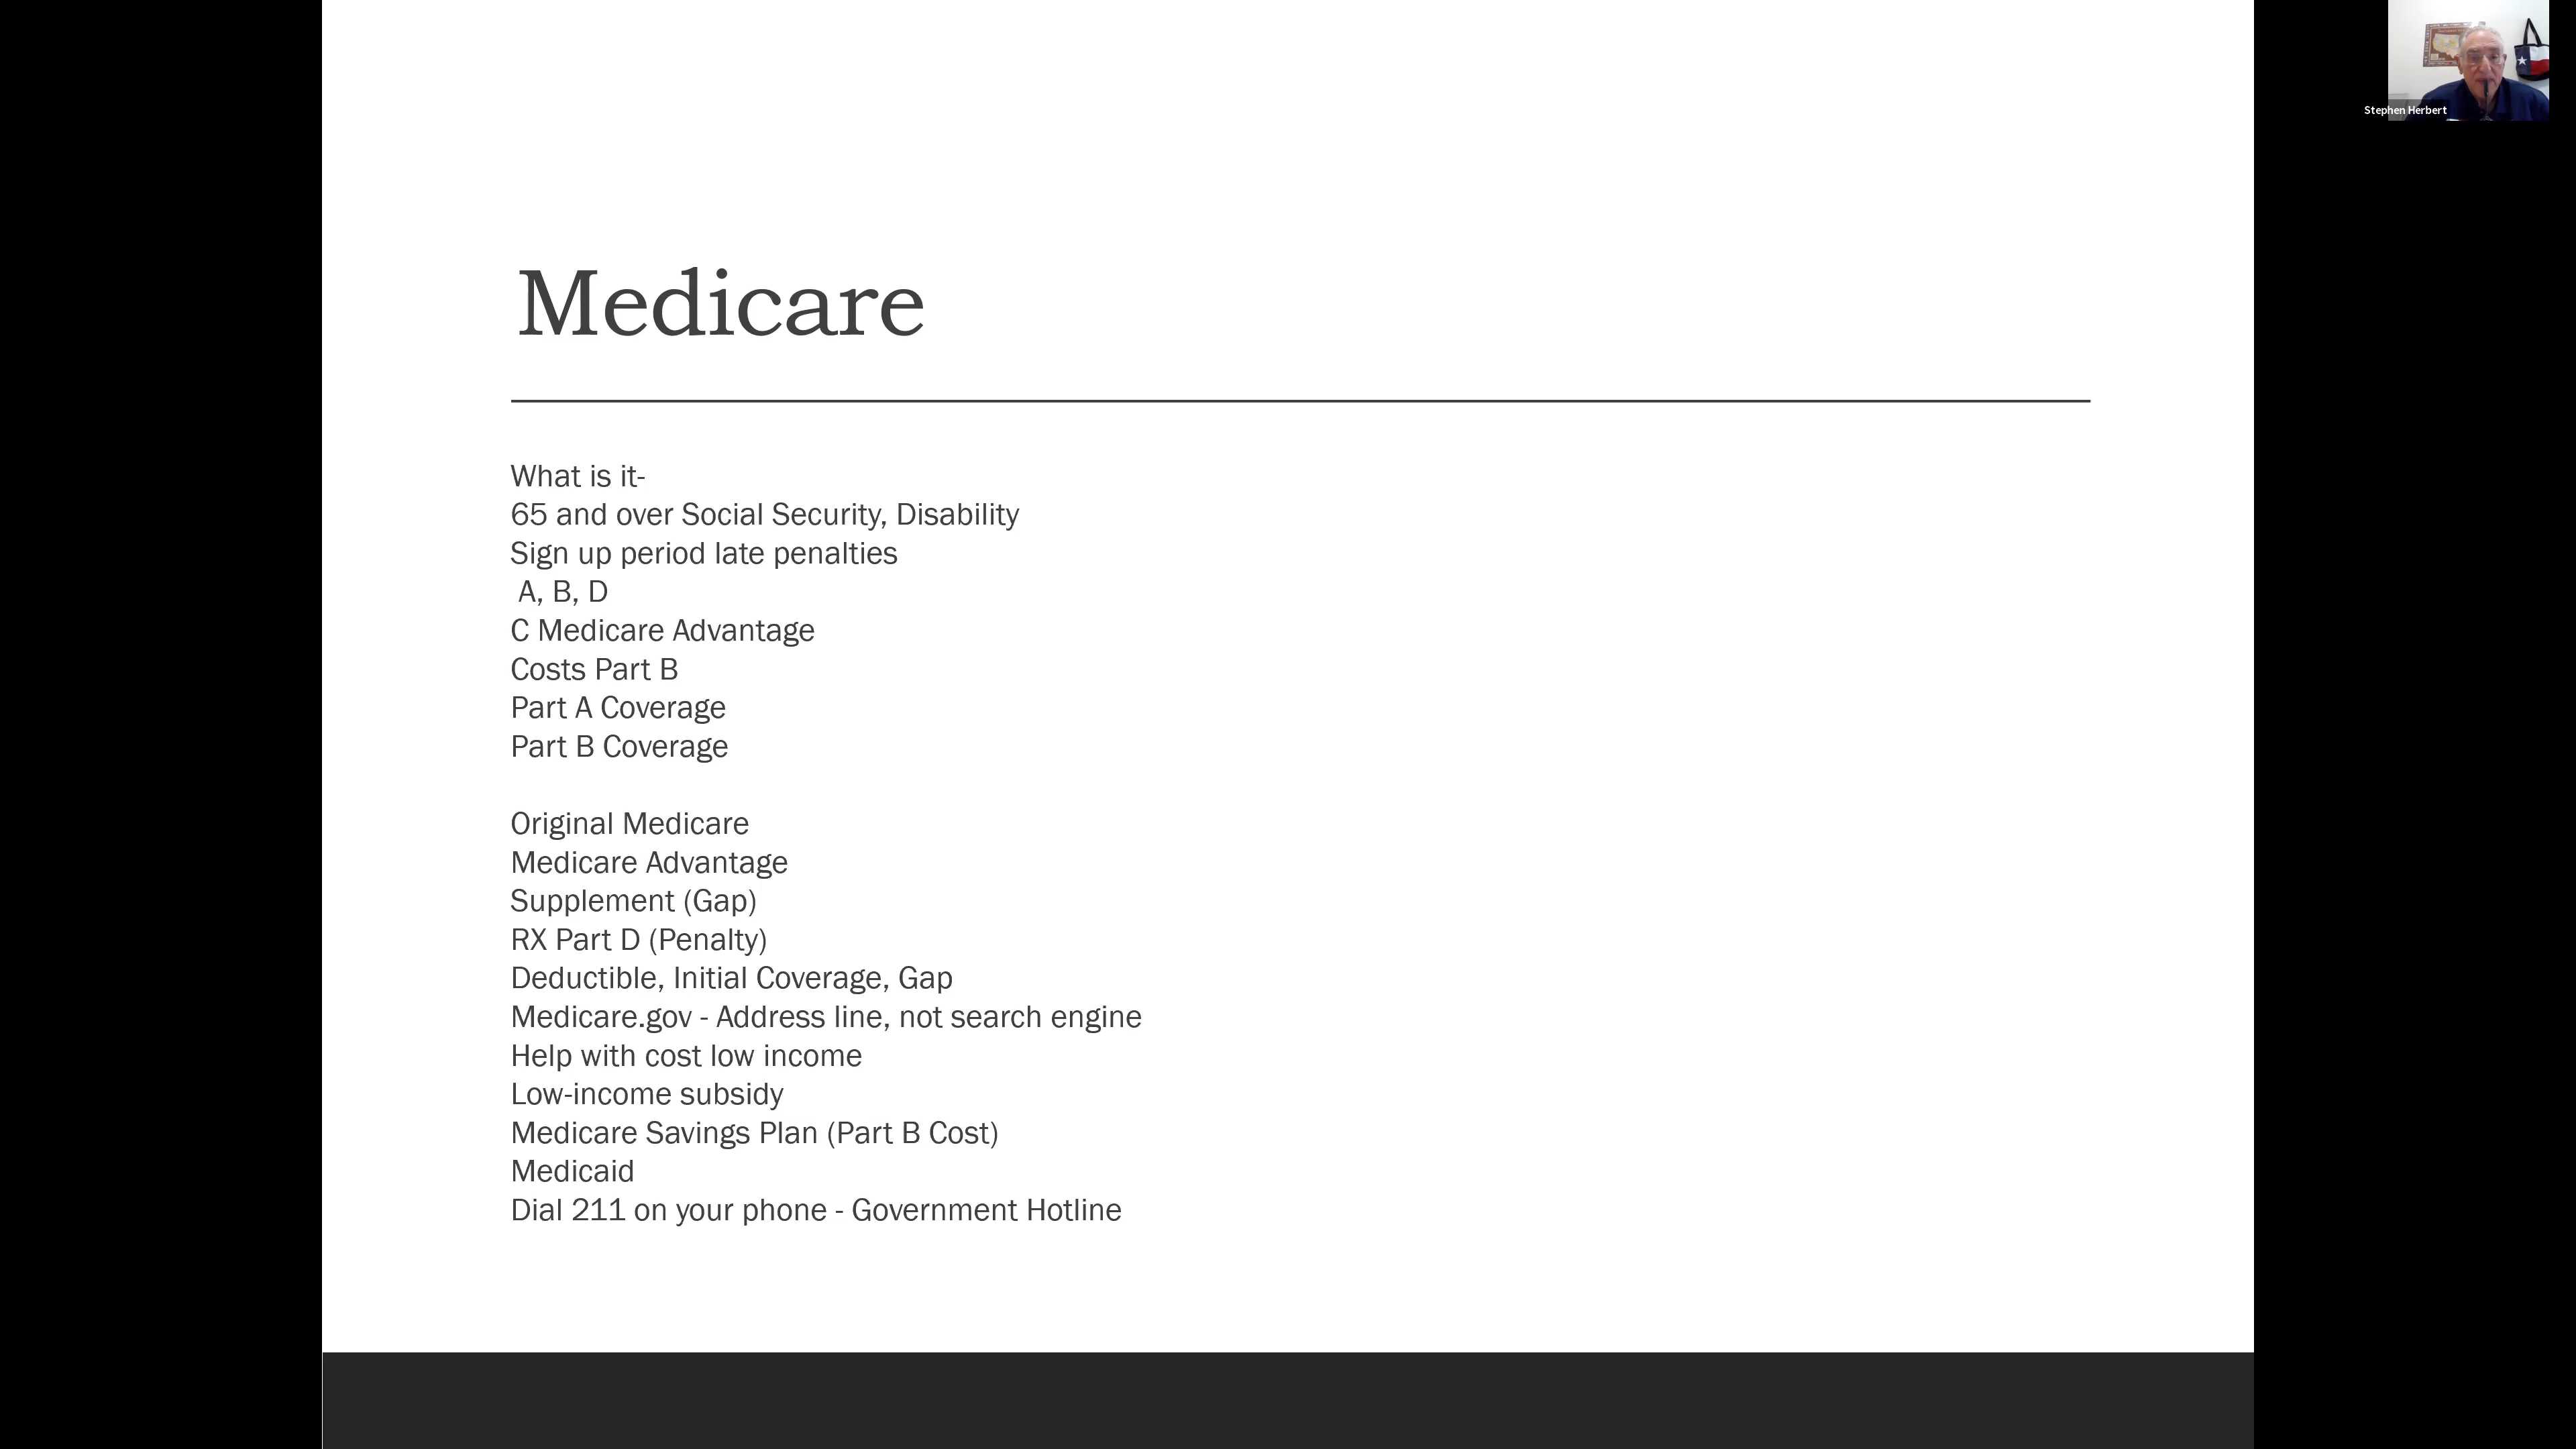 Stephen Herbert
Medicare
What is it-
65 and over Social Security, Disability
Sign up period late penalties
A, B, D
C Medicare Advantage
Costs Part B
Part A Coverage
Part B Coverage
Original Medicare
Medicare Advantage
Supplement (Gap)
RX Part D (Penalty)
Deductible, Initial Coverage, Gap
Medicare.gov - Address line, not search engine
Help with cost low income
Low-income subsidy
Medicare Savings Plan (Part B Cost)
Medicaid
Dial 211 on your phone - Government Hotline